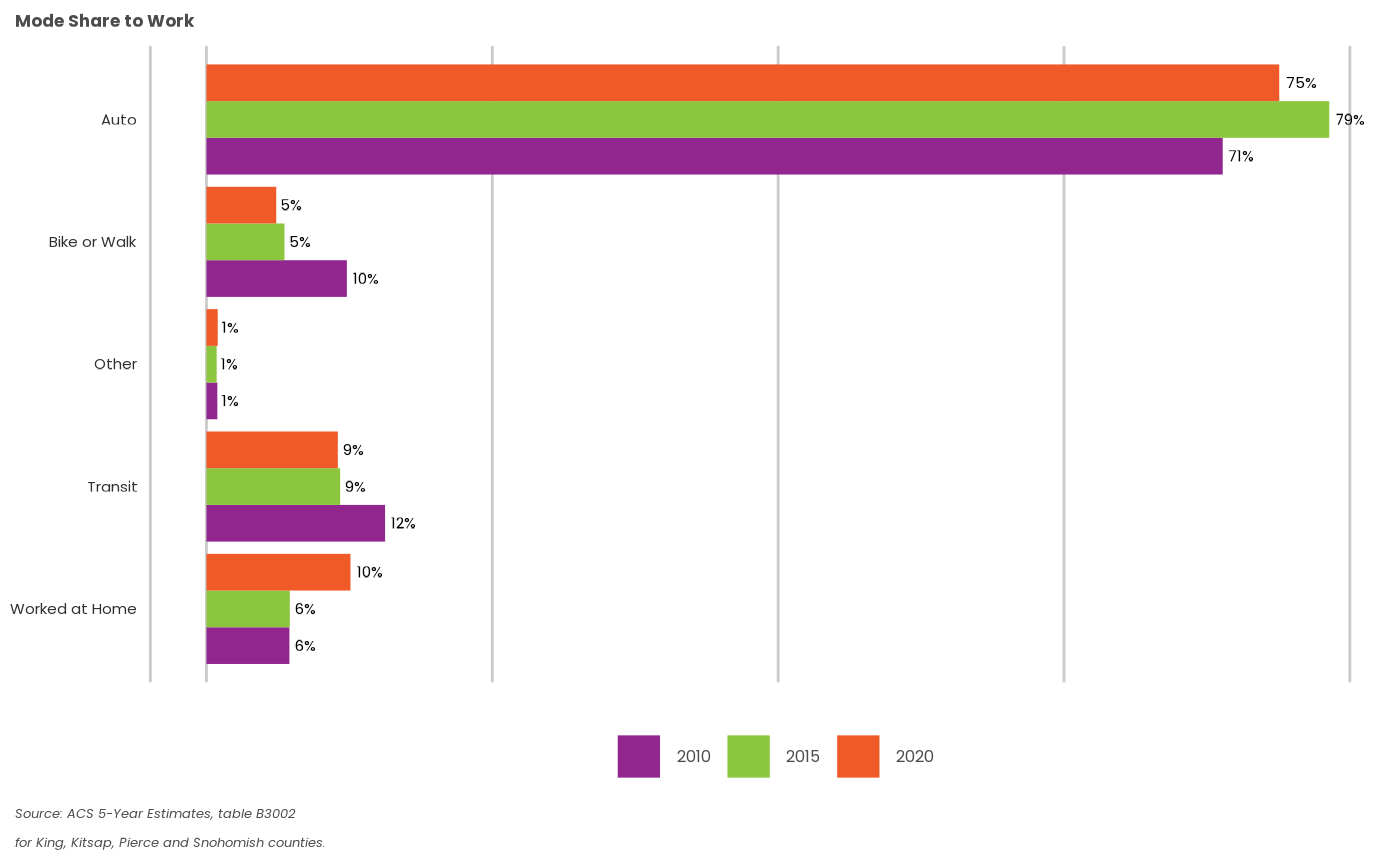 Mode Share to Work
75%
Auto
79%
71%
5%
Bike or Walk
5%
10%
1%
Other
1%
1%
9%
Transit
9%
12%
10%
Worked at Home
6%
6%
2010
2015
2020
Source: ACS 5-Year Estimates, table B3002
for King, Kitsap, Pierce and Snohomish counties.